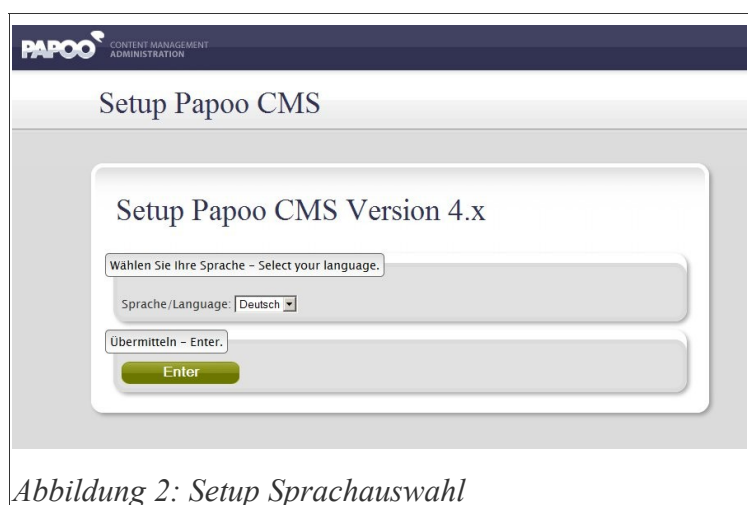 PAPOO
CONTENT MANAGEMENT
ADMINISTRATION
Setup Papoo CMS
Setup Papoo CMS Version 4.x
Wählen Sie Ihre Sprache – Select your language.
Sprache/Language: Deutsch
Übermitteln – Enter.
Enter
Abbildung 2: Setup Sprachauswahl